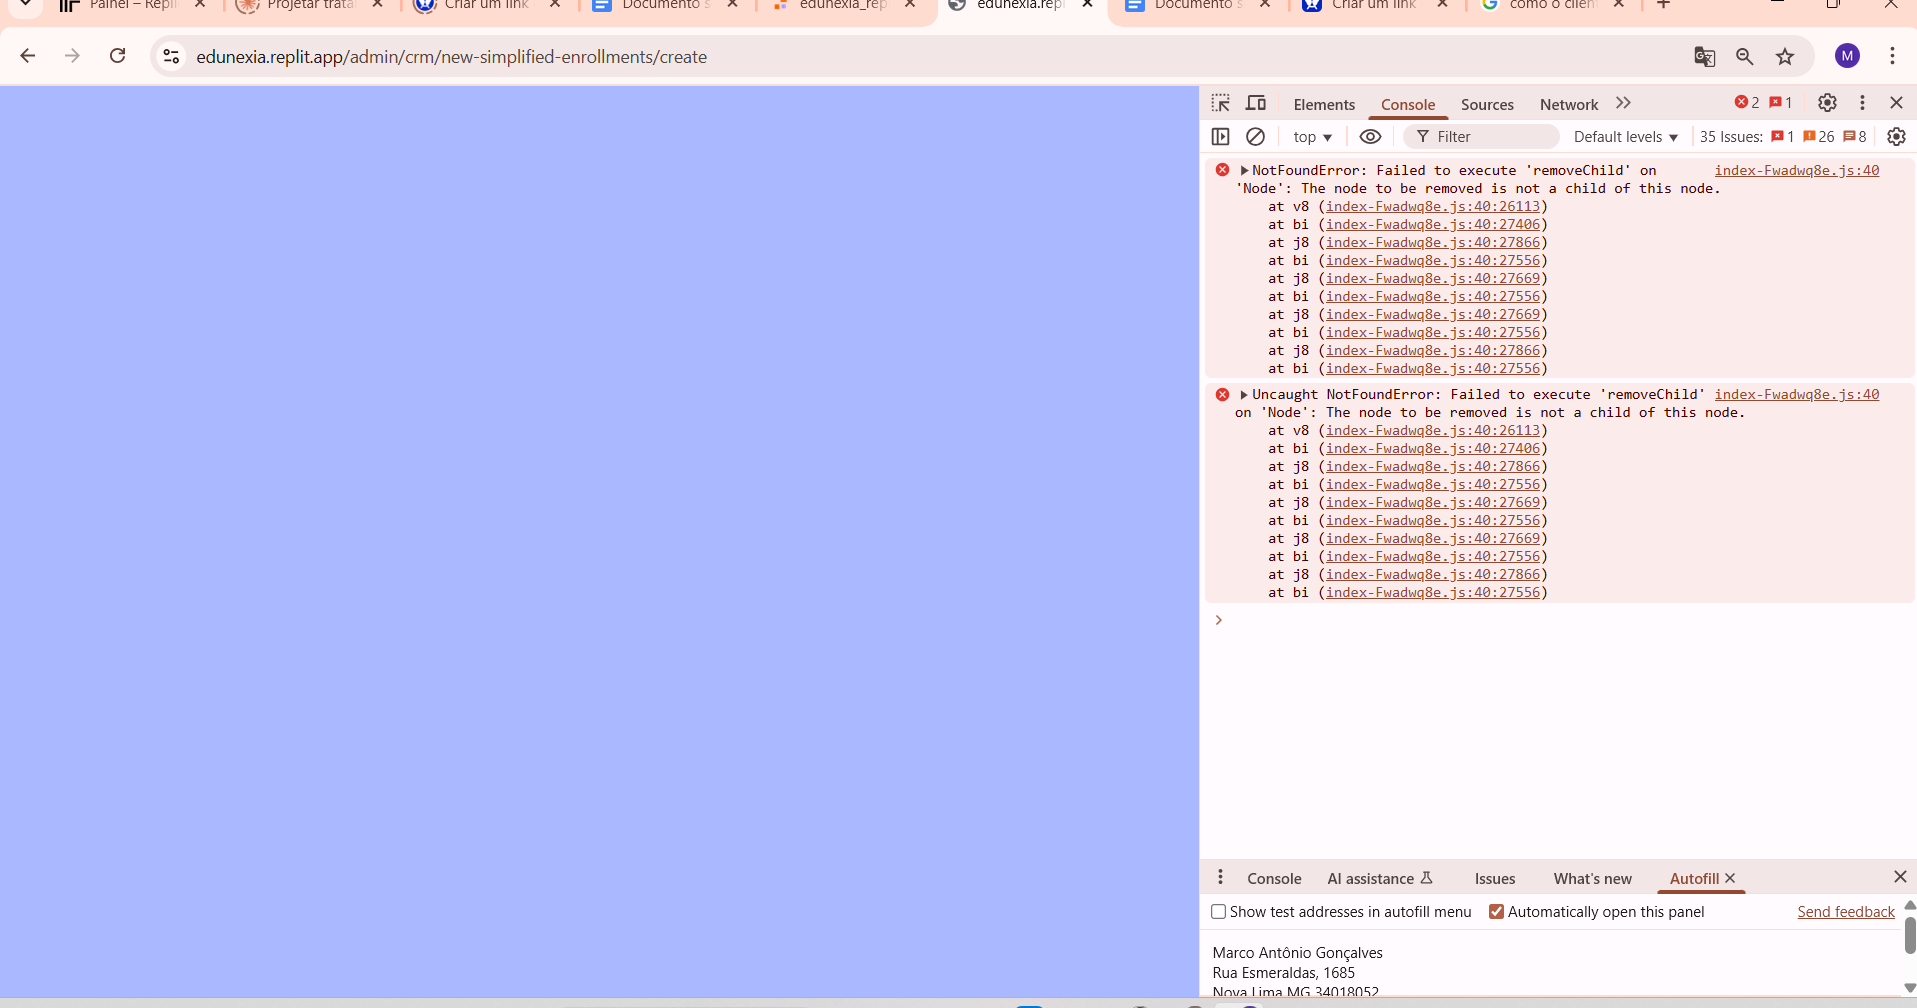 Painel – Repli
Projetar tratar
Criar um link
Documento s
edunexia_rep
edunexia.repl
Documento s
Criar um link
como o client
edunexia.replit.app/admin/crm/new-simplified-enrollments/create
M
Elements Console Sources Network 2 1
top Filter Default levels 35 Issues: 1 26 8
NotFoundError: Failed to execute 'removeChild' on index-Fwadwq8e.js:40
'Node': The node to be removed is not a child of this node.
at v8 (index-Fwadwq8e.js:40:26113)
at bi (index-Fwadwq8e.js:40:27406)
at j8 (index-Fwadwq8e.js:40:27866)
at bi (index-Fwadwq8e.js:40:27556)
at j8 (index-Fwadwq8e.js:40:27669)
at bi (index-Fwadwq8e.js:40:27556)
at j8 (index-Fwadwq8e.js:40:27669)
at bi (index-Fwadwq8e.js:40:27556)
at j8 (index-Fwadwq8e.js:40:27866)
at bi (index-Fwadwq8e.js:40:27556)
Uncaught NotFoundError: Failed to execute 'removeChild' index-Fwadwq8e.js:40
on 'Node': The node to be removed is not a child of this node.
at v8 (index-Fwadwq8e.js:40:26113)
at bi (index-Fwadwq8e.js:40:27406)
at j8 (index-Fwadwq8e.js:40:27866)
at bi (index-Fwadwq8e.js:40:27556)
at j8 (index-Fwadwq8e.js:40:27669)
at bi (index-Fwadwq8e.js:40:27556)
at j8 (index-Fwadwq8e.js:40:27669)
at bi (index-Fwadwq8e.js:40:27556)
at j8 (index-Fwadwq8e.js:40:27866)
at bi (index-Fwadwq8e.js:40:27556)
Console AI assistance Issues What's new Autofill
Show test addresses in autofill menu Automatically open this panel Send feedback
Marco Antônio Gonçalves
Rua Esmeraldas, 1685
Nova Lima MG 34018052